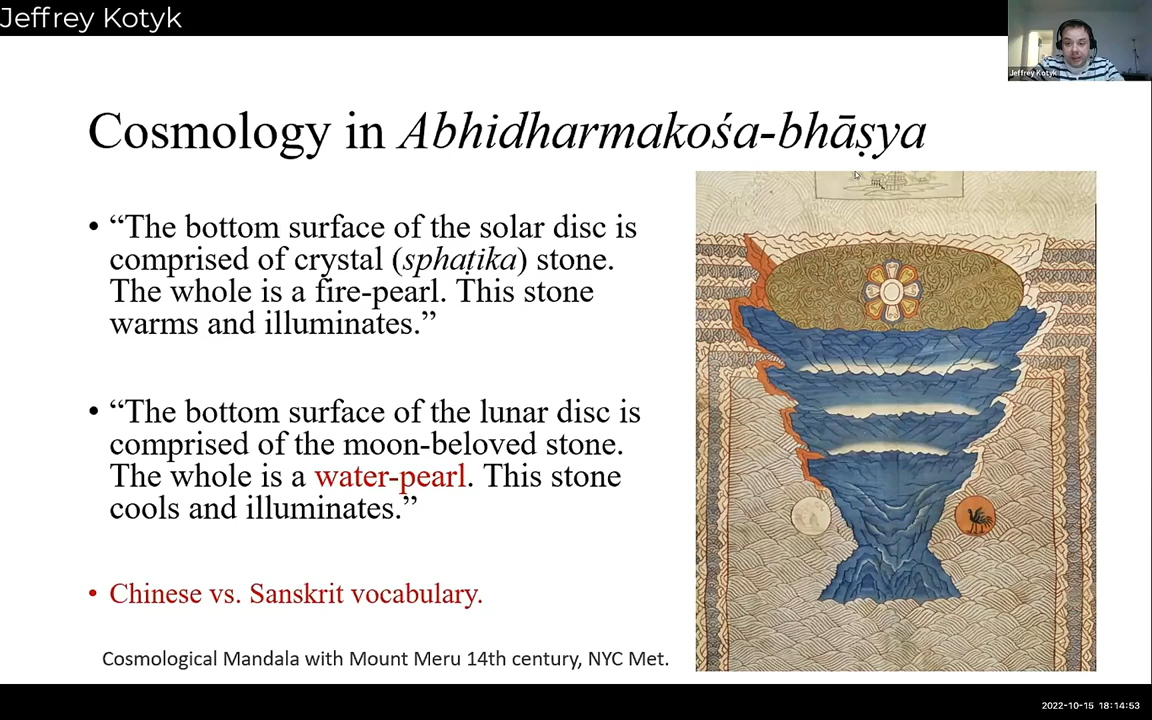 Jeffrey Kotyk
Jeffrey Kotyk
Cosmology in Abhidharmakośa-bhāṣya
• “The bottom surface of the solar disc is
comprised of crystal (sphaṭika) stone.
The whole is a fire-pearl. This stone
warms and illuminates.”
• “The bottom surface of the lunar disc is
comprised of the moon-beloved stone.
The whole is a water-pearl. This stone
cools and illuminates.”
• Chinese vs. Sanskrit vocabulary.
Cosmological Mandala with Mount Meru 14th century, NYC Met.
2022-10-15 18:14:53